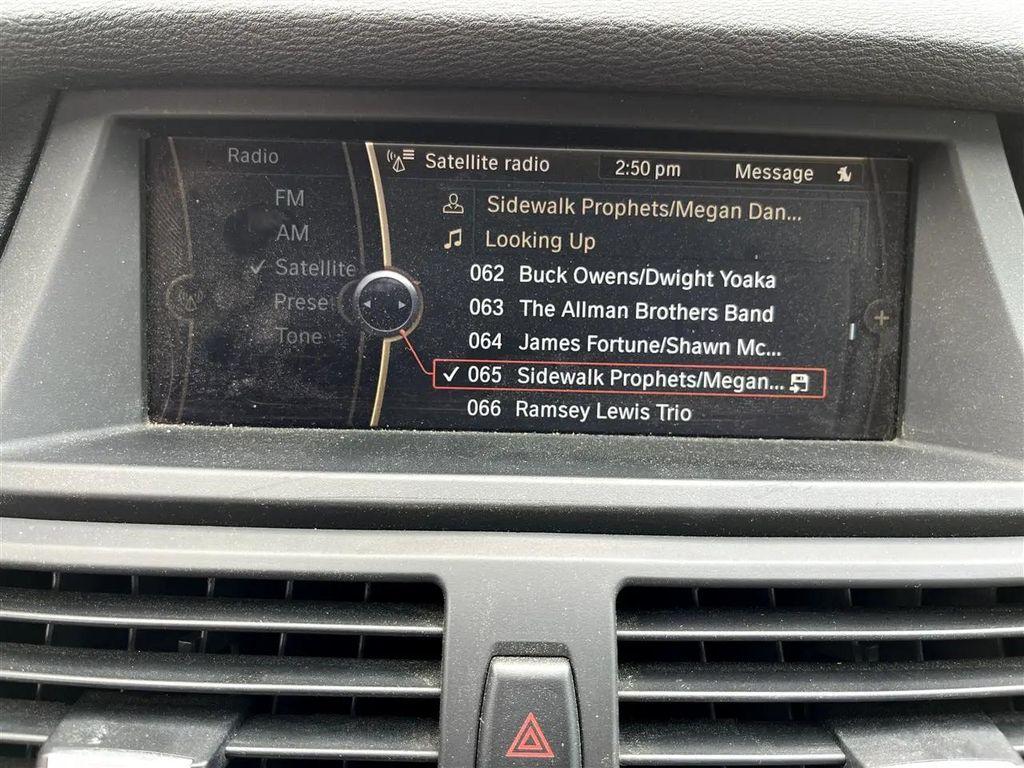 Radio
FM
AM
Satellite
Prese
Tone
Satellite radio 2:50 pm Message
Sidewalk Prophets/Megan Dan...
Looking Up
062 Buck Owens/Dwight Yoaka
063 The Allman Brothers Band
064 James Fortune/Shawn Mc...
✓ 065 Sidewalk Prophets/Megan...
066 Ramsey Lewis Trio